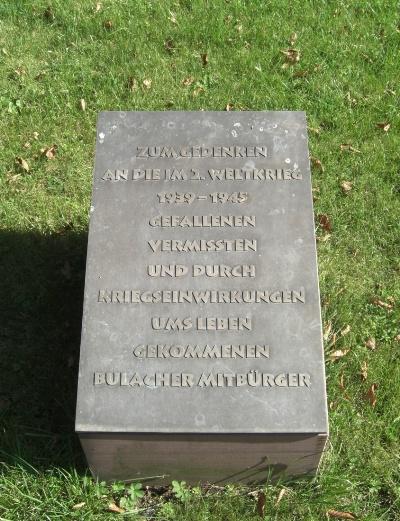 ZUM GEDENKEN
AN DIE IM 2. WELTKRIEG
1939 – 1945
GEFALLENEN
VERMISSTEN
UND DURCH
KRIEGSEINWIRKUNGEN
UMS LEBEN
GEKOMMENEN
BULACHER MITBÜRGER